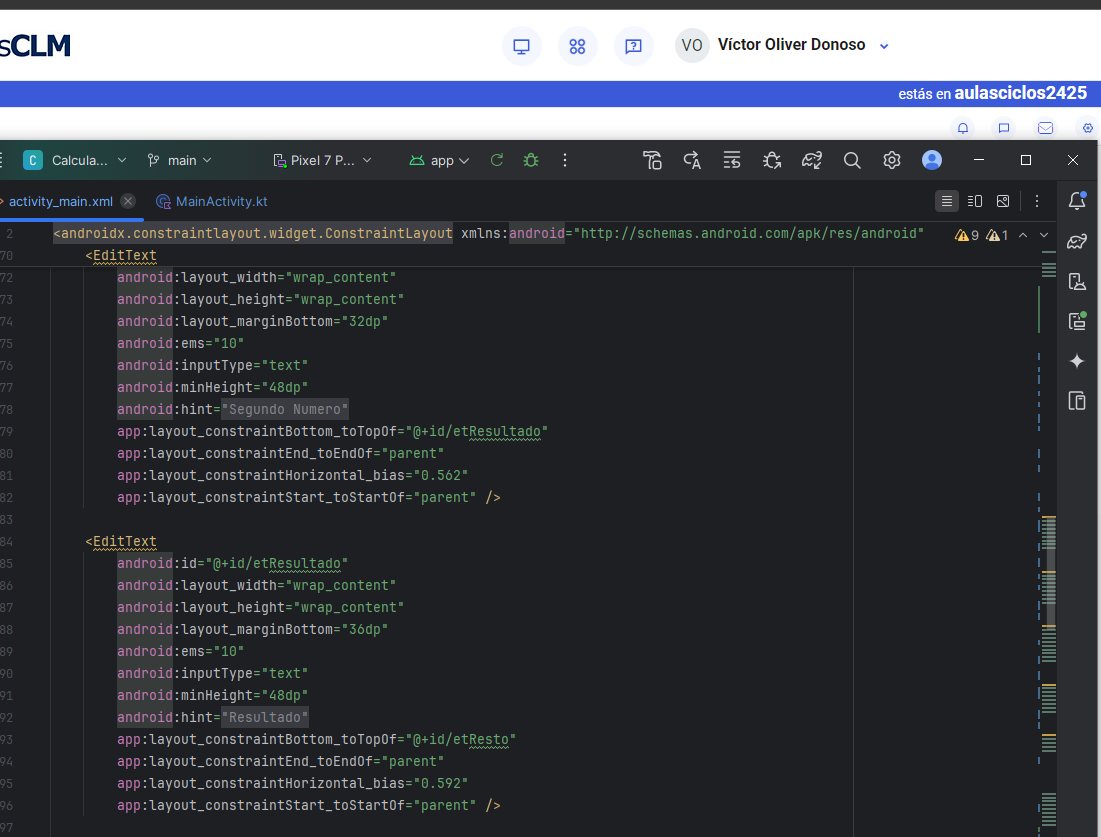 sCLM
VO Víctor Oliver Donoso
estás en aulasciclos2425
C Calcula... main Pixel 7 P... app
activity_main.xml MainActivity.kt
2 <androidx.constraintlayout.widget.ConstraintLayout xmlns:android="http://schemas.android.com/apk/res/android" 9 1
70 <EditText
72 android:layout_width="wrap_content"
73 android:layout_height="wrap_content"
74 android:layout_marginBottom="32dp"
75 android:ems="10"
76 android:inputType="text"
77 android:minHeight="48dp"
78 android:hint="Segundo Numero"
79 app:layout_constraintBottom_toTopOf="@+id/etResultado"
80 app:layout_constraintEnd_toEndOf="parent"
81 app:layout_constraintHorizontal_bias="0.562"
82 app:layout_constraintStart_toStartOf="parent" />
83
84 <EditText
85 android:id="@+id/etResultado"
86 android:layout_width="wrap_content"
87 android:layout_height="wrap_content"
88 android:layout_marginBottom="36dp"
89 android:ems="10"
90 android:inputType="text"
91 android:minHeight="48dp"
92 android:hint="Resultado"
93 app:layout_constraintBottom_toTopOf="@+id/etResto"
94 app:layout_constraintEnd_toEndOf="parent"
95 app:layout_constraintHorizontal_bias="0.592"
96 app:layout_constraintStart_toStartOf="parent" />
97